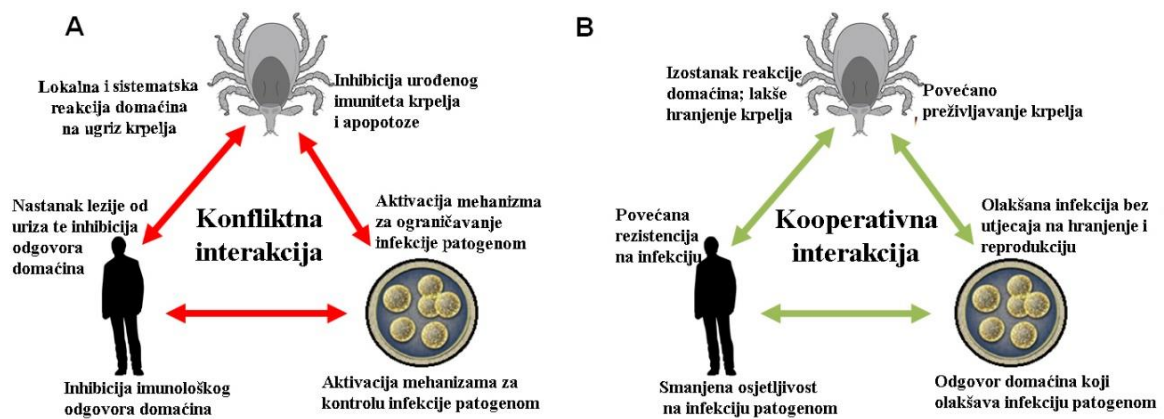 A
Lokalna i sistematska
reakcija domaćina
na ugriz krpelja
Inhibicija urođenog
imuniteta krpelja
i apopotoze
Nastanak lezije od
uriza te inhibicija
odgovora
domaćina
Konfliktna
interakcija
Aktivacija mehanizma
za ograničavanje
infekcije patogenom
Inhibicija imunološkog
odgovora domaćina
Aktivacija mehanizama za
kontrolu infekcije patogenom
B
Izostanak reakcije
domaćina; lakše
hranjenje krpelja
Povećano
preživljavanje krpelja
Povećana
rezistencija
na infekciju
Kooperativna
interakcija
Olakšana infekcija bez
utjecaja na hranjenje i
reprodukciju
Smanjena osjetljivost
na infekciju patogenom
Odgovor domaćina koji
olakšava infekciju patogenom